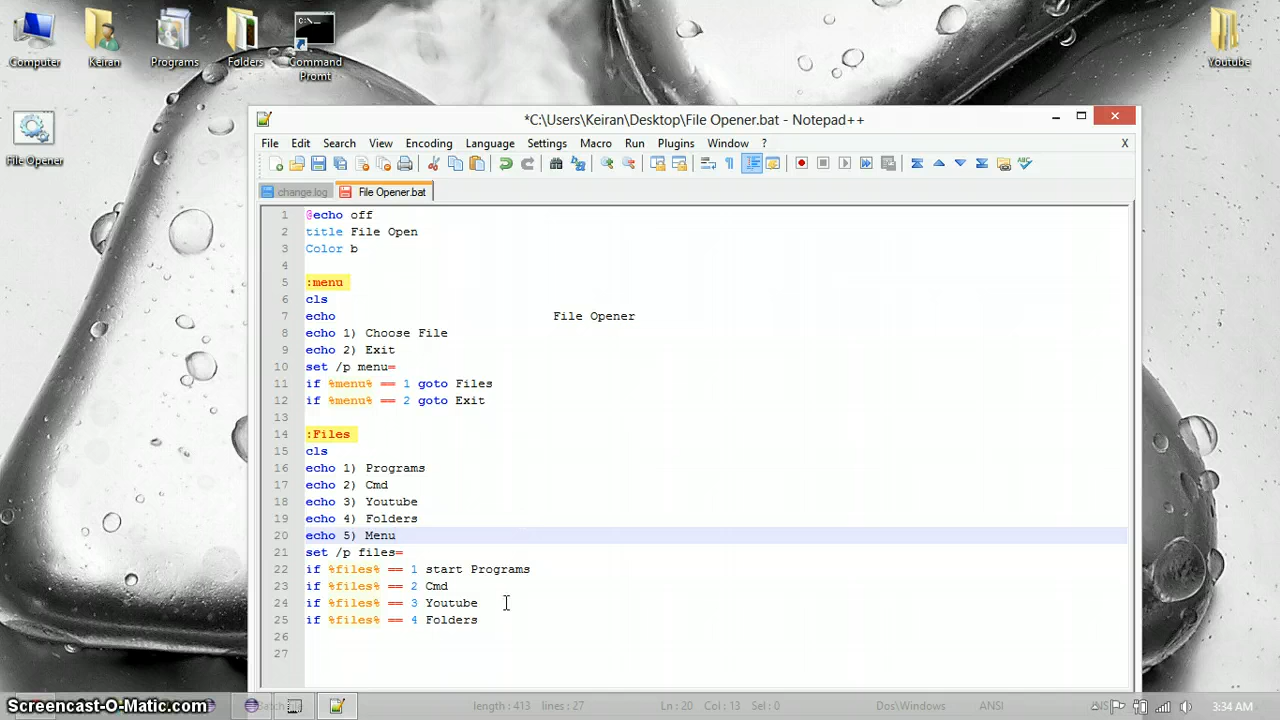 Computer
Keiran
Programs
Folders
Command
Promt
Youtube
File Opener
*C:\Users\Keiran\Desktop\File Opener.bat - Notepad++
File Edit Search View Encoding Language Settings Macro Run Plugins Window ? X
change.log File Opener.bat
1 @echo off
2 title File Open
3 Color b
4
5 :menu
6 cls
7 echo File Opener
8 echo 1) Choose File
9 echo 2) Exit
10 set /p menu=
11 if %menu% == 1 goto Files
12 if %menu% == 2 goto Exit
13
14 :Files
15 cls
16 echo 1) Programs
17 echo 2) Cmd
18 echo 3) Youtube
19 echo 4) Folders
20 echo 5) Menu
21 set /p files=
22 if %files% == 1 start Programs
23 if %files% == 2 Cmd
24 if %files% == 3 Youtube
25 if %files% == 4 Folders
26
27
length : 413 lines : 27 Ln : 20 Col : 13 Sel : 0 Dos\Windows ANSI
3:34 AM
Screencast-O-Matic.com